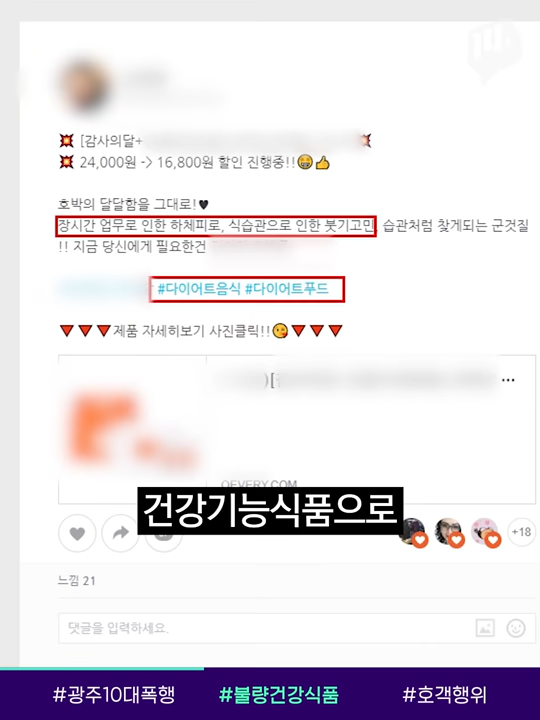 💥 [감사의달+
💥 24,000원 -> 16,800원 할인 진행중!!😁👍
호박의 달달함을 그대로!♥
장시간 업무로 인한 하체피로, 식습관으로 인한 붓기고민, 습관처럼 찾게되는 군것질
!! 지금 당신에게 필요한건
#다이어트음식 #다이어트푸드
▼▼▼제품 자세히보기 사진클릭!!😘▼▼▼
)[
...
건강기능식품으로
+18
느낌 21
댓글을 입력하세요.
#광주10대폭행 #불량건강식품 #호객행위